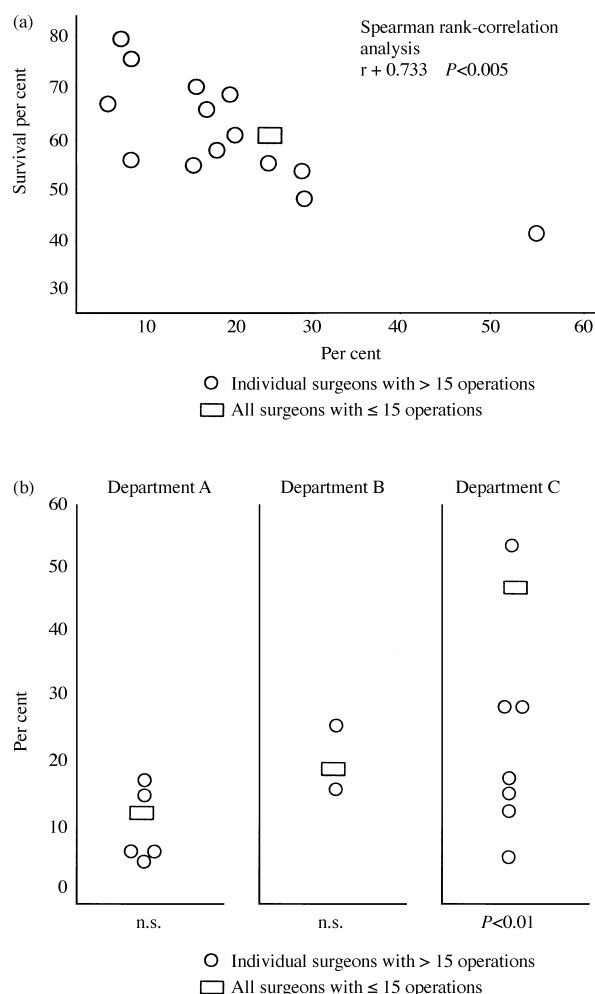 (a)
80
70
60
50
40
30
Survival per cent
Spearman rank-correlation
analysis
r + 0.733 P<0.005
10 20 30 40 50 60
Per cent
Individual surgeons with > 15 operations
All surgeons with ≤ 15 operations
(b)
Department A Department B Department C
60
50
40
30
20
10
0
Per cent
n.s. n.s. P<0.01
Individual surgeons with > 15 operations
All surgeons with ≤ 15 operations